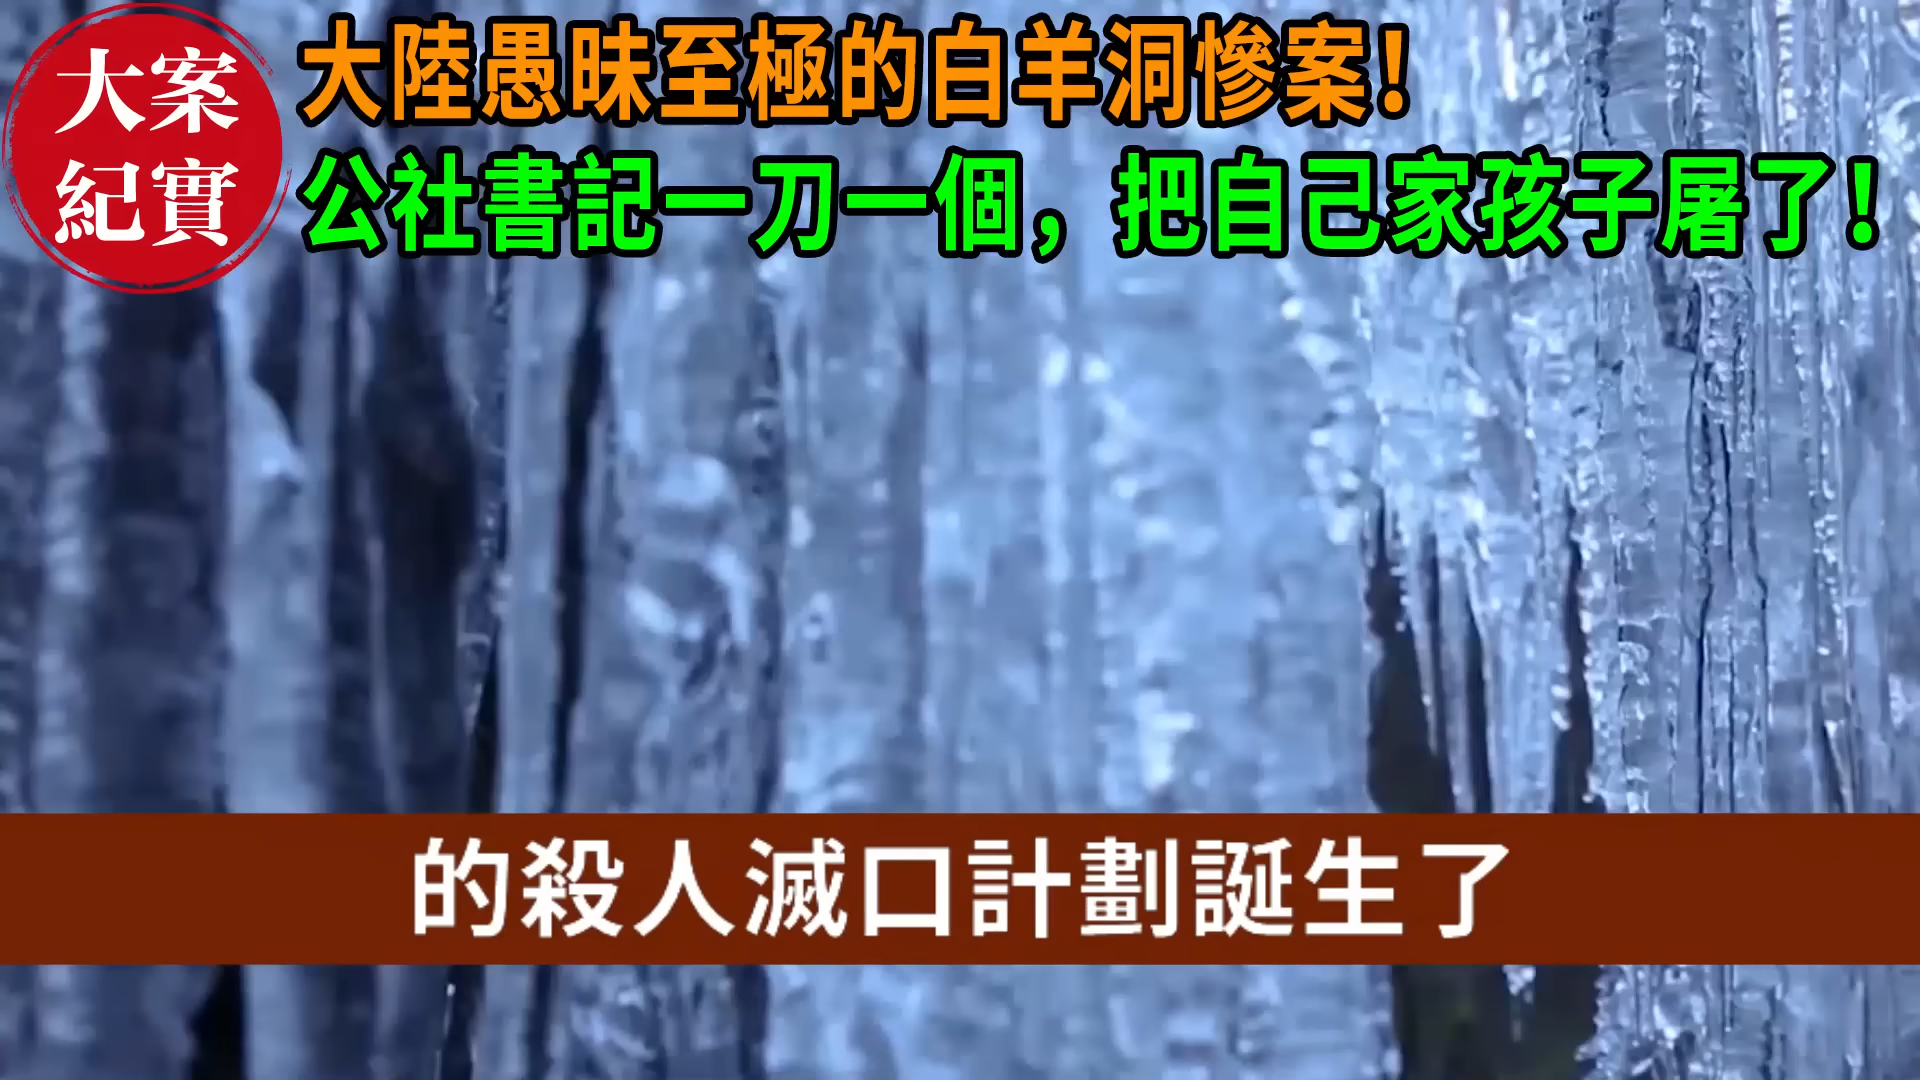 大案
紀實
大陸愚昧至極的白羊洞慘案！
公社書記一刀一個，把自己家孩子屠了！
的殺人滅口計劃誕生了